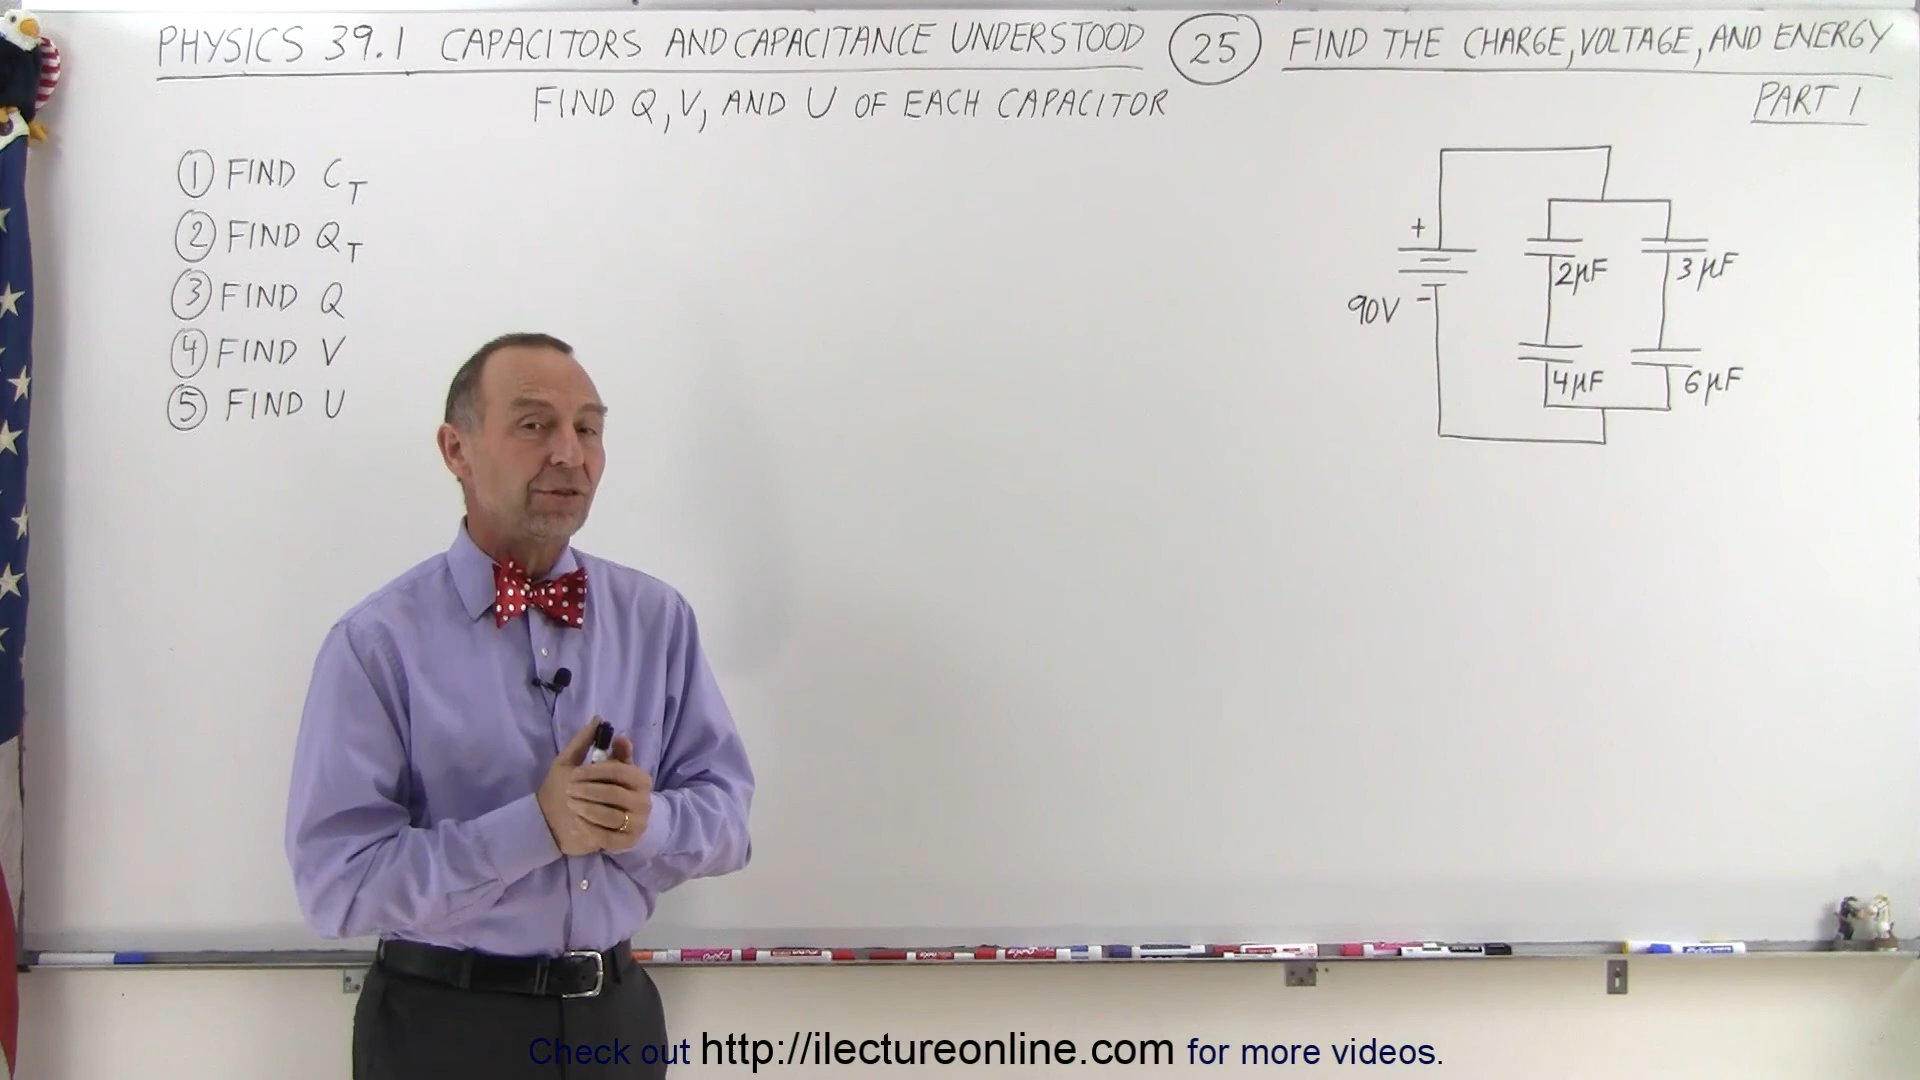 PHYSICS 39.1 CAPACITORS AND CAPACITANCE UNDERSTOOD 25 FIND THE CHARGE, VOLTAGE, AND ENERGY
FIND Q, V, AND U OF EACH CAPACITOR
PART 1
1 FIND CT
2 FIND QT
3 FIND Q
4 FIND V
5 FIND U
+
2µF
3µF
90V
-
4µF
6µF
Check out http://ilectureonline.com for more videos.